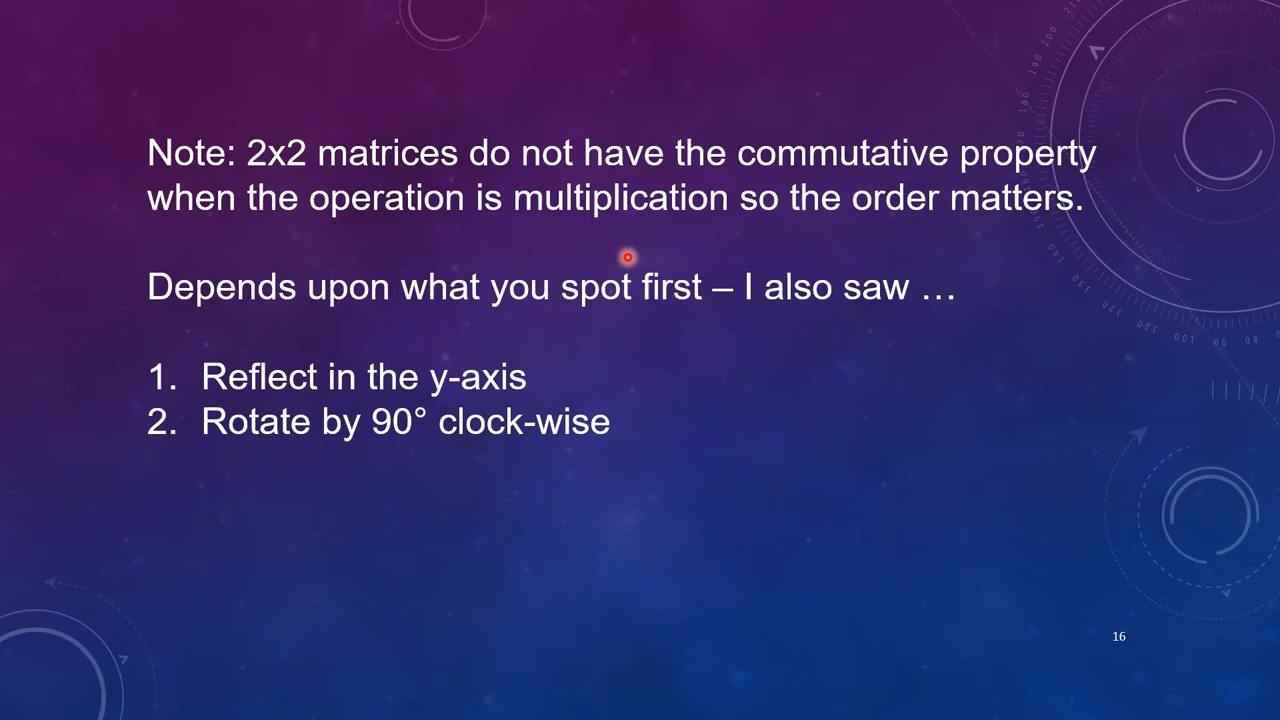 Note: 2x2 matrices do not have the commutative property
when the operation is multiplication so the order matters.
Depends upon what you spot first – I also saw …
1. Reflect in the y-axis
2. Rotate by 90° clock-wise
16